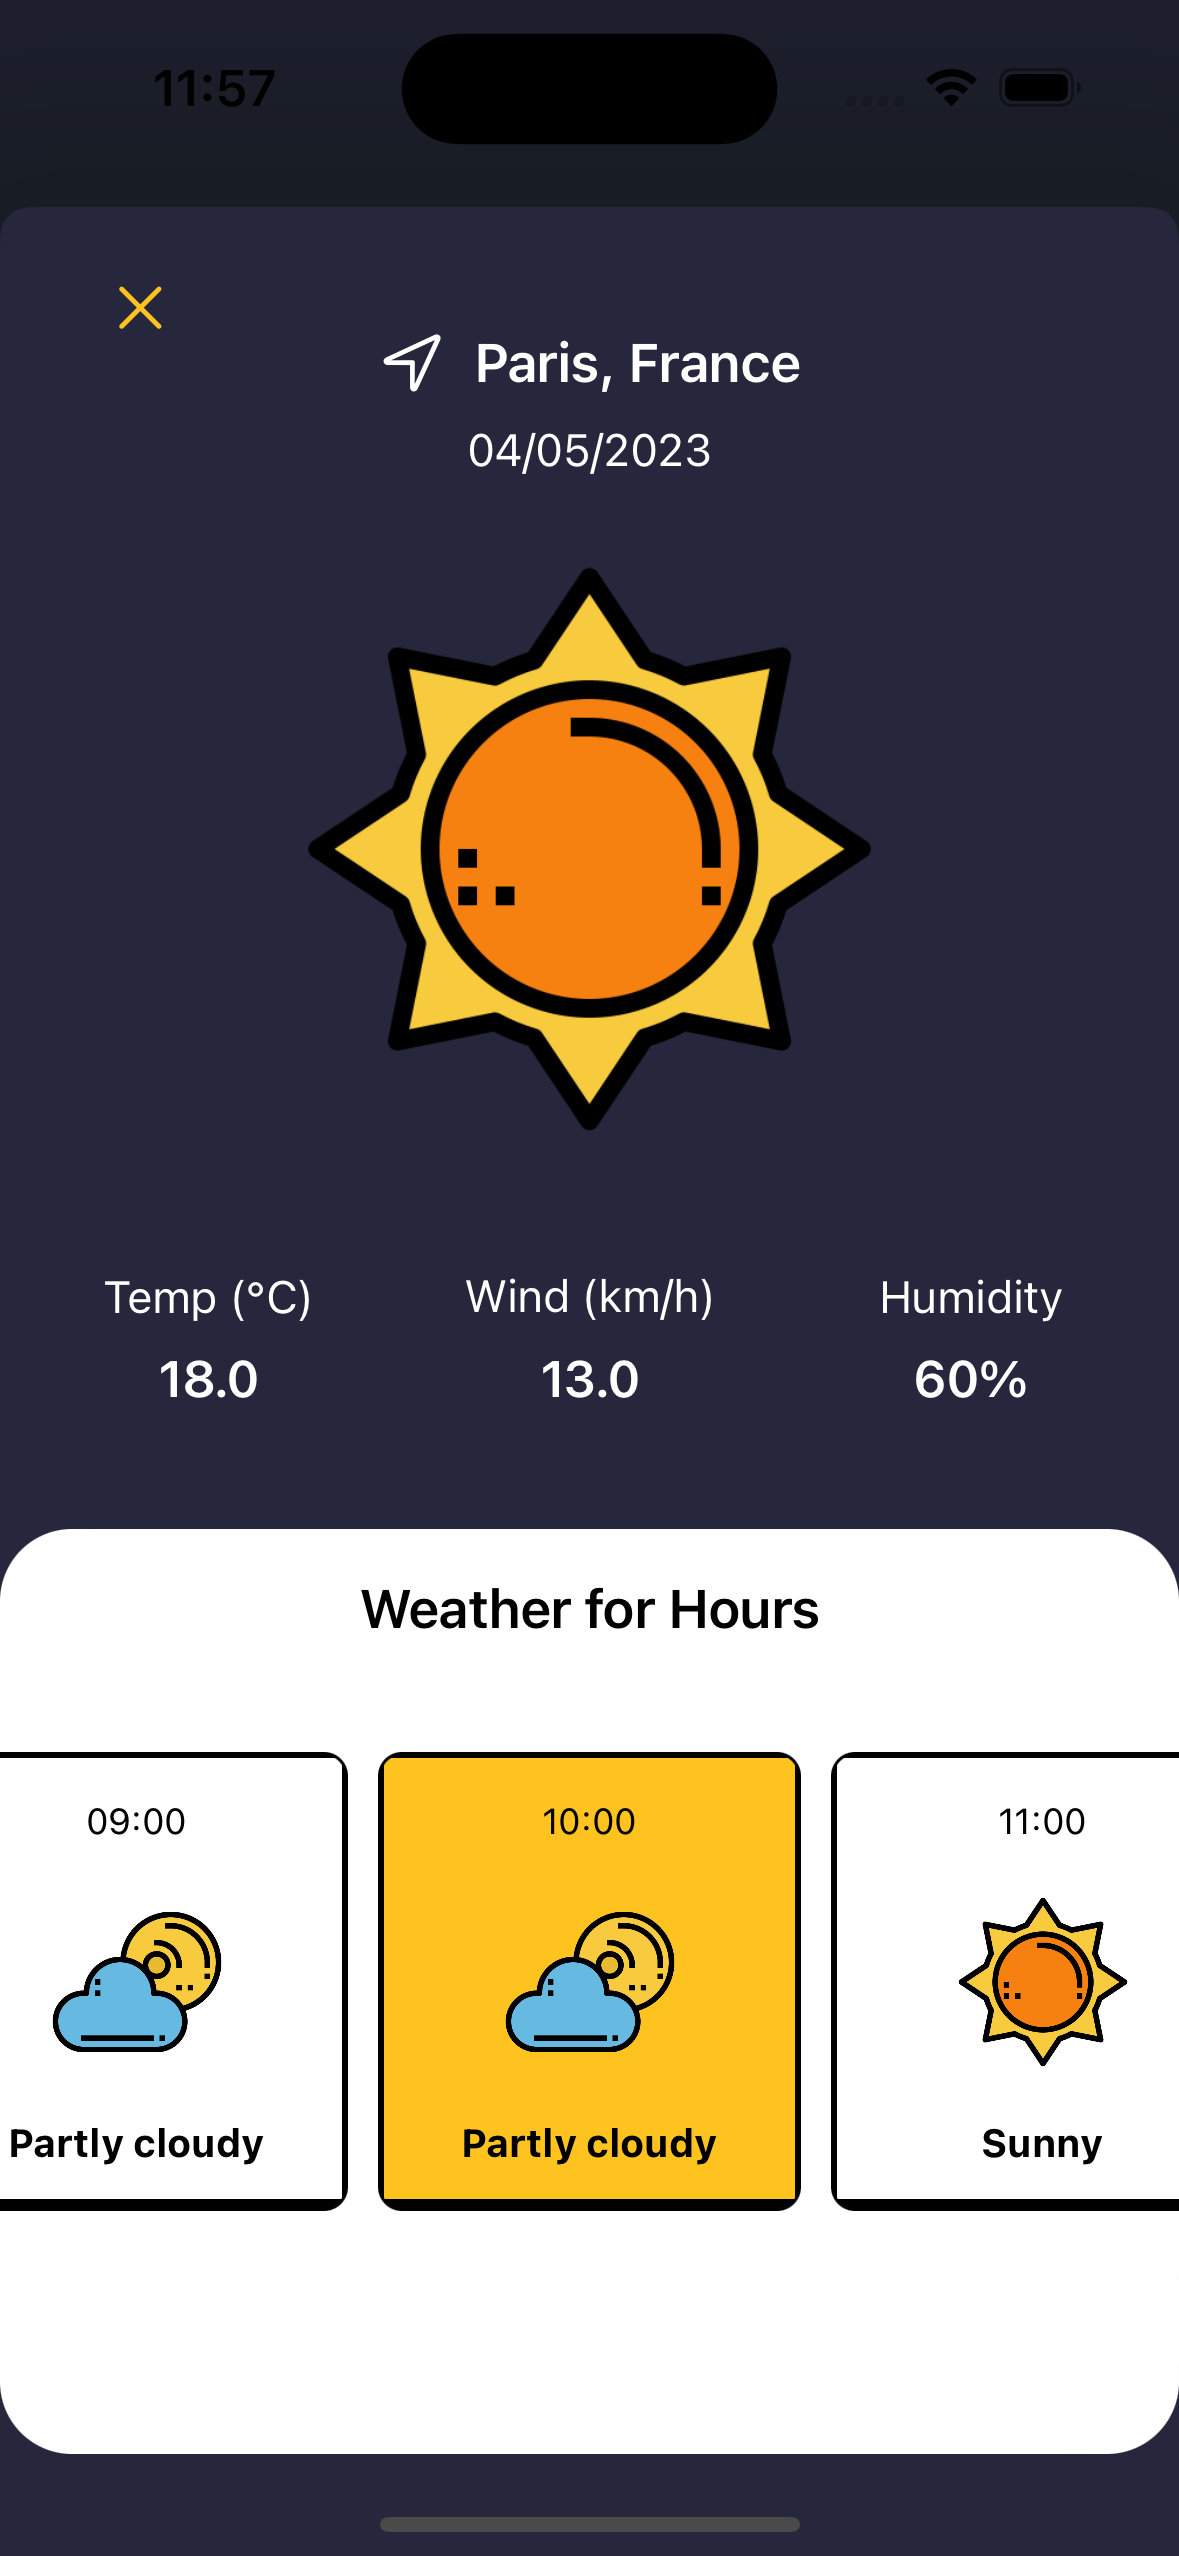 11:57
Paris, France
04/05/2023
Temp (°C) Wind (km/h) Humidity
18.0 13.0 60%
Weather for Hours
09:00 10:00 11:00
Partly cloudy Partly cloudy Sunny